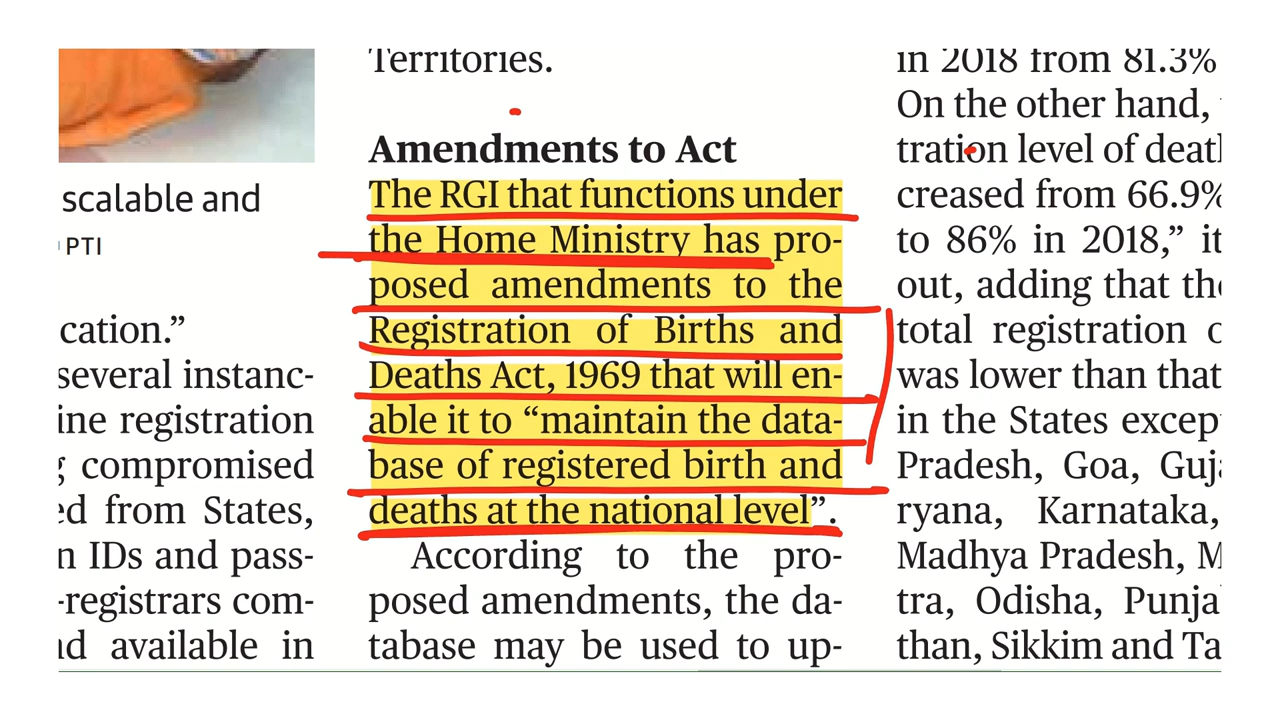 scalable and
PTI
cation.”
several instanc-
ine registration
compromised
ed from States,
n IDs and pass-
-registrars com-
available in
Territories.
Amendments to Act
The RGI that functions under
the Home Ministry has pro-
posed amendments to the
Registration of Births and
Deaths Act, 1969 that will en-
able it to “maintain the data-
base of registered birth and
deaths at the national level”.
According to the pro-
posed amendments, the da-
tabase may be used to up-
in 2018 from 81.3%
On the other hand,
tration level of deat
creased from 66.9%
to 86% in 2018,” it
out, adding that the
total registration o
was lower than that
in the States excep
Pradesh, Goa, Guja
ryana, Karnataka,
Madhya Pradesh, M
tra, Odisha, Punja
than, Sikkim and Ta